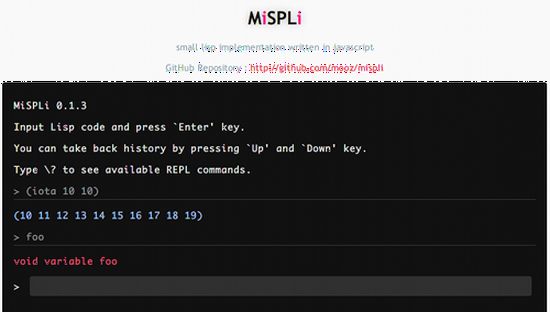 MiSPLi
small lisp implementation written in Javascript
GitHub Repository : http://github.com/mooz/mispli
MiSPLi 0.1.3
Input Lisp code and press `Enter` key.
You can take back history by pressing `Up` and `Down` key.
Type \? to see available REPL commands.
> (iota 10 10)
(10 11 12 13 14 15 16 17 18 19)
> foo
void variable foo
>